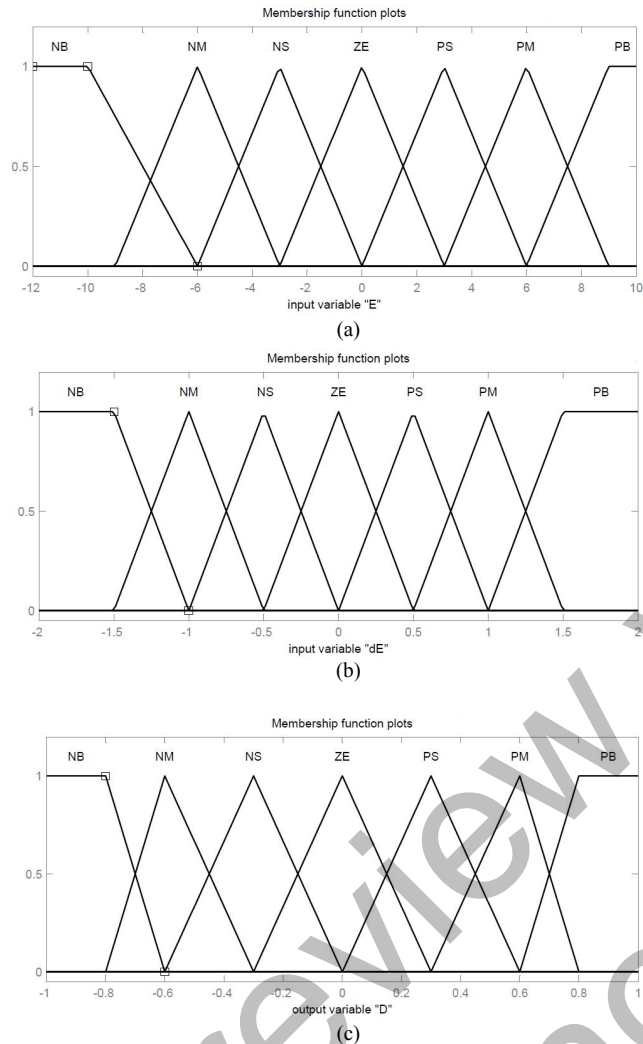 Membership function plots
NB NM NS ZE PS PM PB
1
0.5
0
-12 -10 -8 -6 -4 -2 0 2 4 6 8 10
input variable "E"
(a)
Membership function plots
NB NM NS ZE PS PM PB
1
0.5
0
-2 -1.5 -1 -0.5 0 0.5 1 1.5 2
input variable "dE"
(b)
Membership function plots
NB NM NS ZE PS PM PB
1
0.5
0
-1 -0.8 -0.6 -0.4 -0.2 0 0.2 0.4 0.6 0.8 1
output variable "D"
(c)